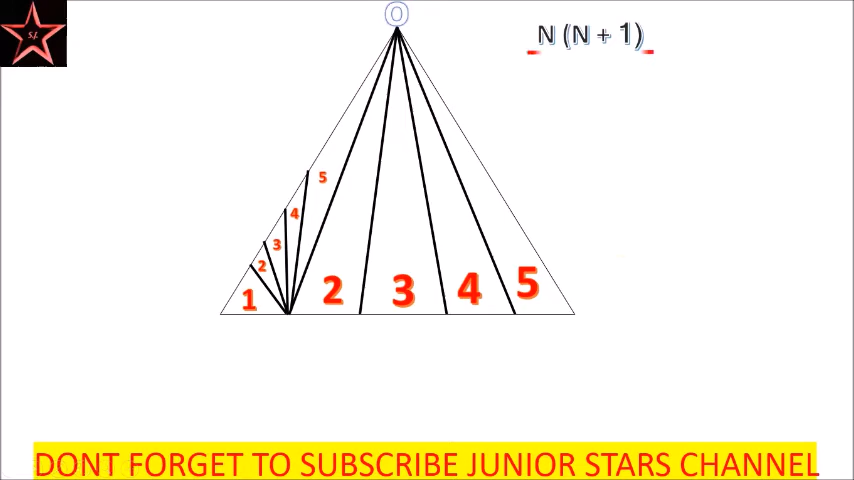 S.J.
O
N (N + 1)
5
4
3
2
1 2 3 4 5
DONT FORGET TO SUBSCRIBE JUNIOR STARS CHANNEL